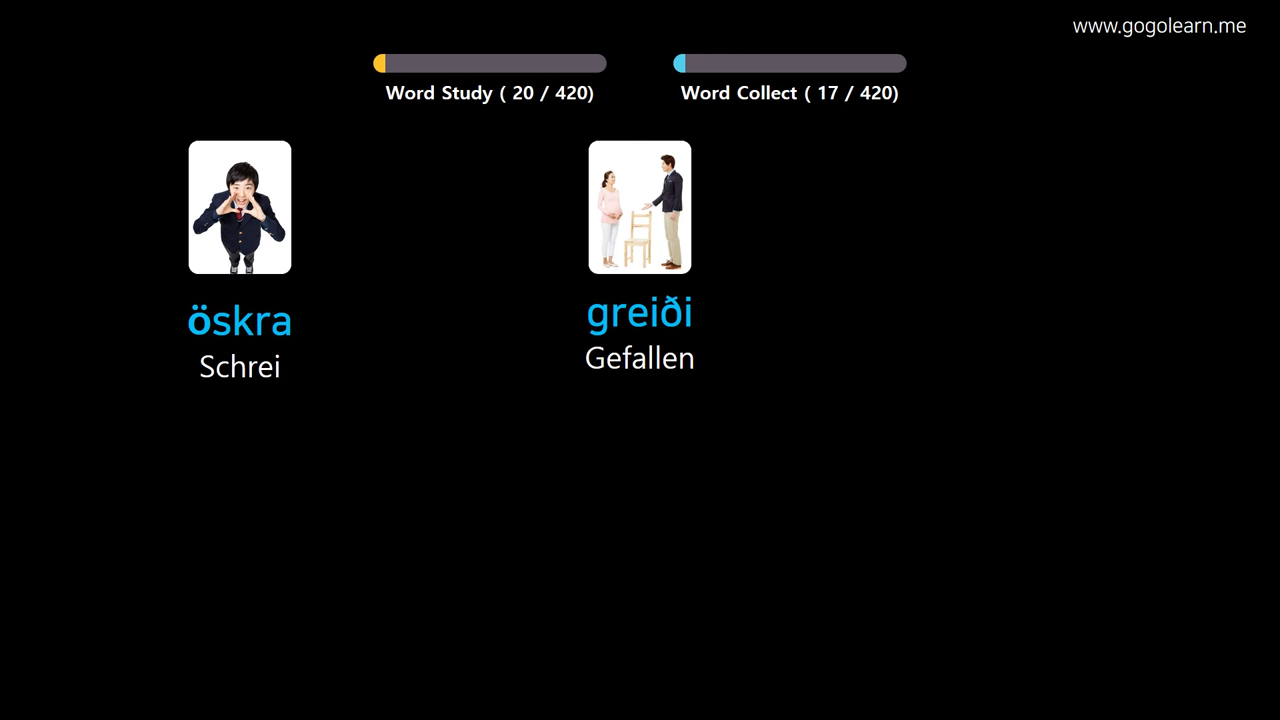 www.gogolearn.me
Word Study ( 20 / 420)
Word Collect ( 17 / 420)
öskra
Schrei
greiði
Gefallen